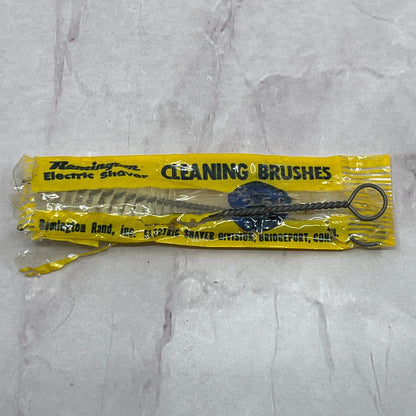 Remington
Electric Shaver CLEANING BRUSHES
Remington Rand, Inc. ELECTRIC SHAVER DIVISION, BRIDGEPORT, CONN.